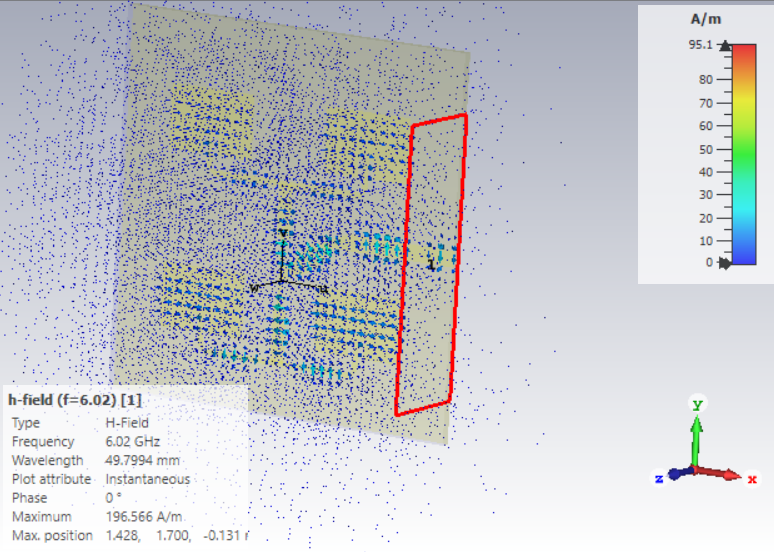 A/m
95.1
80
70
60
50
40
30
20
10
0
1
h-field (f=6.02) [1]
Type H-Field
Frequency 6.02 GHz
Wavelength 49.7994 mm
Plot attribute Instantaneous
Phase 0 °
Maximum 196.566 A/m
Max. position 1.428, 1.700, -0.131
y
z
x